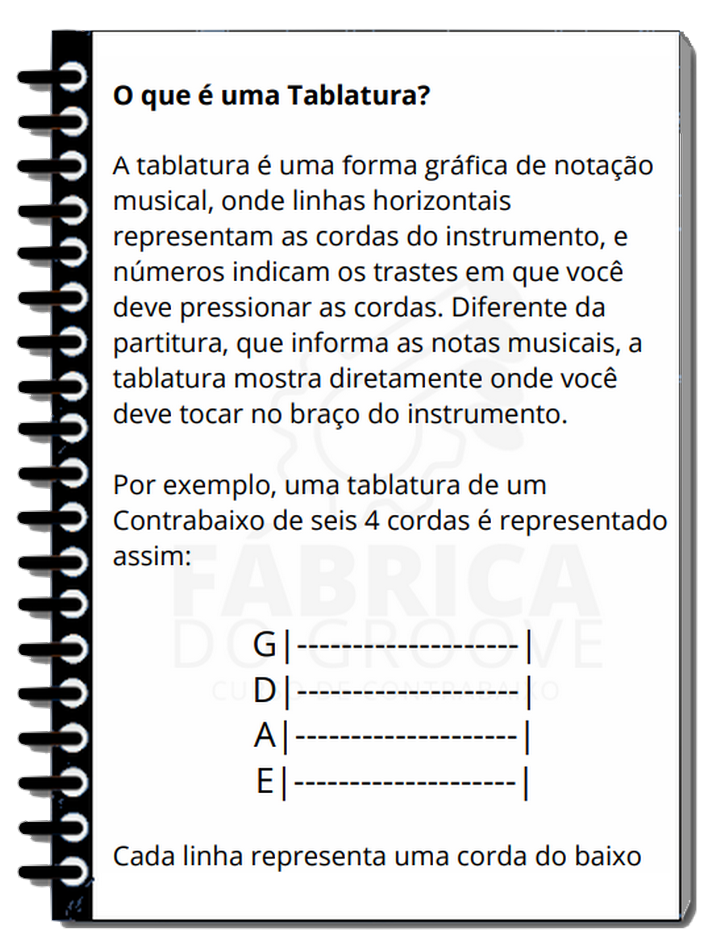 O que é uma Tablatura?
A tablatura é uma forma gráfica de notação
musical, onde linhas horizontais
representam as cordas do instrumento, e
números indicam os trastes em que você
deve pressionar as cordas. Diferente da
partitura, que informa as notas musicais, a
tablatura mostra diretamente onde você
deve tocar no braço do instrumento.
Por exemplo, uma tablatura de um
Contrabaixo de seis 4 cordas é representado
assim:
FÁBRICA
DO GROOVE
CURSO DE CONTRABAIXO
G|--------------------|
D|--------------------|
A|--------------------|
E|--------------------|
Cada linha representa uma corda do baixo